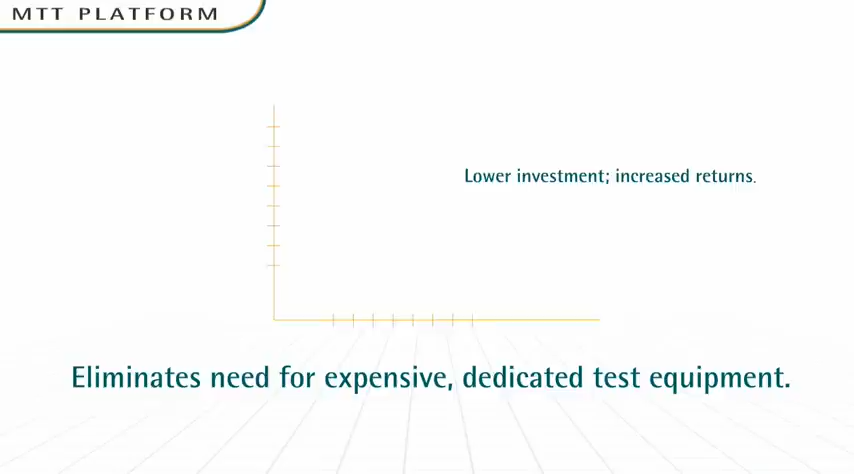 MTT PLATFORM
Lower investment; increased returns.
Eliminates need for expensive, dedicated test equipment.